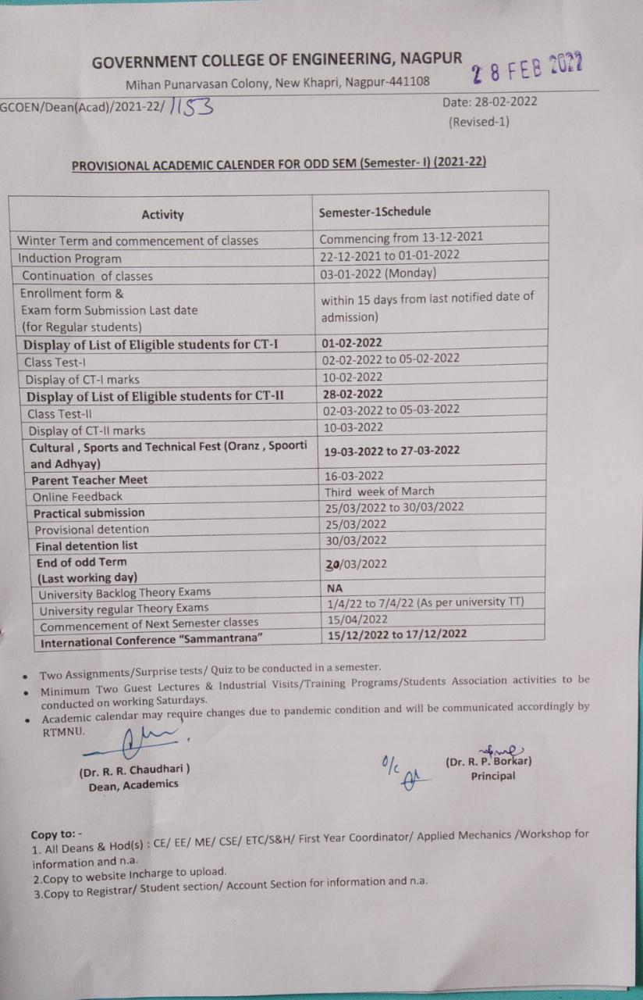 GOVERNMENT COLLEGE OF ENGINEERING, NAGPUR
28 FEB 2022
Mihan Punarvasan Colony, New Khapri, Nagpur-441108
GCOEN/Dean(Acad)/2021-22/ 1153
Date: 28-02-2022
(Revised-1)
PROVISIONAL ACADEMIC CALENDER FOR ODD SEM (Semester- I) (2021-22)
Activity Semester-1Schedule
Winter Term and commencement of classes Commencing from 13-12-2021
Induction Program 22-12-2021 to 01-01-2022
Continuation of classes 03-01-2022 (Monday)
Enrollment form &
Exam form Submission Last date
(for Regular students)
within 15 days from last notified date of
admission)
Display of List of Eligible students for CT-I 01-02-2022
Class Test-I 02-02-2022 to 05-02-2022
Display of CT-I marks 10-02-2022
Display of List of Eligible students for CT-II 28-02-2022
Class Test-II 02-03-2022 to 05-03-2022
Display of CT-II marks 10-03-2022
Cultural , Sports and Technical Fest (Oranz , Spoorti
and Adhyay)
19-03-2022 to 27-03-2022
Parent Teacher Meet 16-03-2022
Online Feedback Third week of March
Practical submission 25/03/2022 to 30/03/2022
Provisional detention 25/03/2022
Final detention list 30/03/2022
End of odd Term
(Last working day)
/03/2022
University Backlog Theory Exams NA
University regular Theory Exams 1/4/22 to 7/4/22 (As per university TT)
Commencement of Next Semester classes 15/04/2022
International Conference “Sammantrana” 15/12/2022 to 17/12/2022
• Two Assignments/Surprise tests/ Quiz to be conducted in a semester.
• Minimum Two Guest Lectures & Industrial Visits/Training Programs/Students Association activities to be
conducted on working Saturdays.
• Academic calendar may require changes due to pandemic condition and will be communicated accordingly by
RTMNU.
(Dr. R. R. Chaudhari )
Dean, Academics
o/c
(Dr. R. P. Borkar)
Principal
Copy to: -
1. All Deans & Hod(s) : CE/ EE/ ME/ CSE/ ETC/S&H/ First Year Coordinator/ Applied Mechanics /Workshop for
information and n.a.
2.Copy to website Incharge to upload.
3.Copy to Registrar/ Student section/ Account Section for information and n.a.